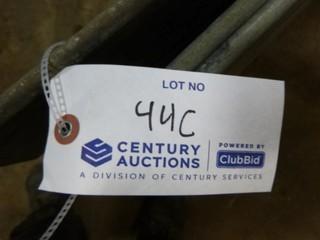 LOT NO
44C
CENTURY
AUCTIONS
POWERED BY
ClubBid
A DIVISION OF CENTURY SERVICES